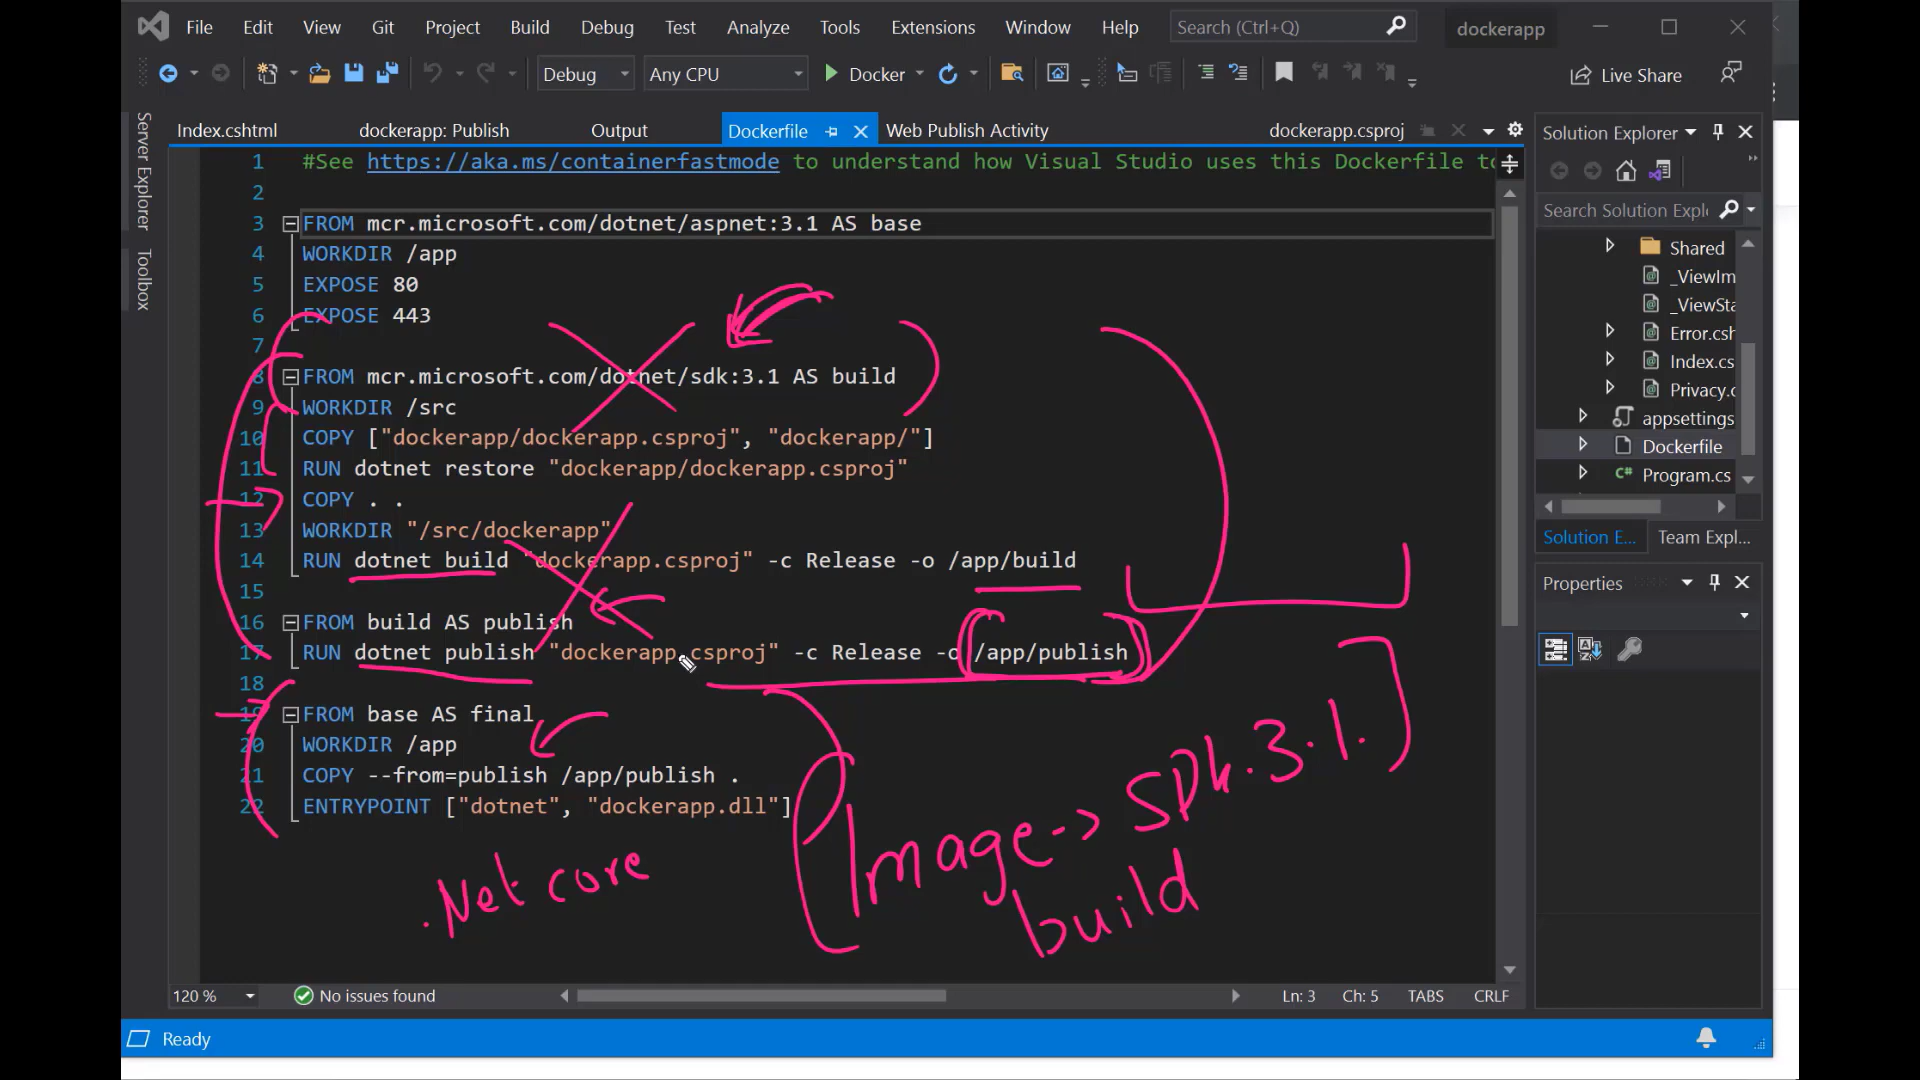 File Edit View Git Project Build Debug Test Analyze Tools Extensions Window Help Search (Ctrl+Q) dockerapp
Debug Any CPU Docker Live Share
Server Explorer
Toolbox
Index.cshtml dockerapp: Publish Output Dockerfile Web Publish Activity dockerapp.csproj
1 #See https://aka.ms/containerfastmode to understand how Visual Studio uses this Dockerfile to
2
3 FROM mcr.microsoft.com/dotnet/aspnet:3.1 AS base
4 WORKDIR /app
5 EXPOSE 80
6 EXPOSE 443
7
8 FROM mcr.microsoft.com/dotnet/sdk:3.1 AS build
9 WORKDIR /src
10 COPY ["dockerapp/dockerapp.csproj", "dockerapp/"]
11 RUN dotnet restore "dockerapp/dockerapp.csproj"
12 COPY . .
13 WORKDIR "/src/dockerapp"
14 RUN dotnet build "dockerapp.csproj" -c Release -o /app/build
15
16 FROM build AS publish
17 RUN dotnet publish "dockerapp.csproj" -c Release -o /app/publish
18
19 FROM base AS final
20 WORKDIR /app
21 COPY --from=publish /app/publish .
22 ENTRYPOINT ["dotnet", "dockerapp.dll"]
.Net core
Image-> SDK.3.1.
build
120 % No issues found Ln: 3 Ch: 5 TABS CRLF
Ready
Solution Explorer
Search Solution Explo
Shared
_ViewIm
_ViewSta
Error.csh
Index.cs
Privacy.c
appsettings
Dockerfile
Program.cs
Solution E... Team Expl...
Properties